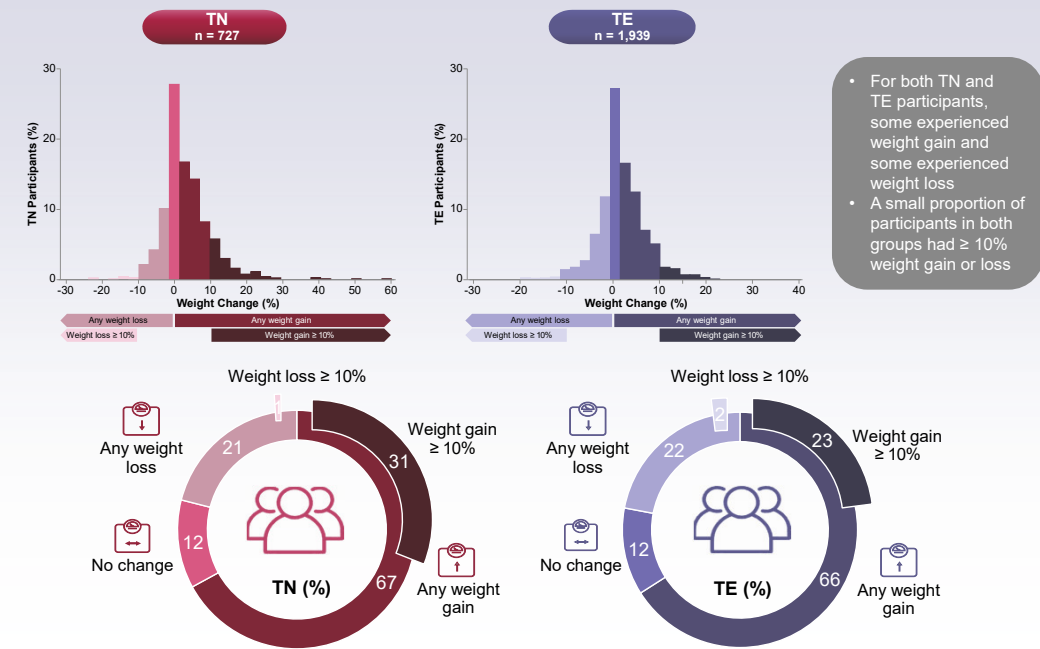 TN
n = 727
TE
n = 1,939
TN Participants (%)
30
20
10
0
-30 -20 -10 0 10 20 30 40 50 60
Weight Change (%)
Any weight loss
Any weight gain
Weight loss ≥ 10%
Weight gain ≥ 10%
TE Participants (%)
30
20
10
0
-30 -20 -10 0 10 20 30 40
Weight Change (%)
Any weight loss
Any weight gain
Weight loss ≥ 10%
Weight gain ≥ 10%
• For both TN and
TE participants,
some experienced
weight gain and
some experienced
weight loss
• A small proportion of
participants in both
groups had ≥ 10%
weight gain or loss
Weight loss ≥ 10%
Any weight
loss
21
31
Weight gain
≥ 10%
No change
12
TN (%)
67
Any weight
gain
Weight loss ≥ 10%
2
Any weight
loss
22
23
Weight gain
≥ 10%
No change
12
TE (%)
66
Any weight
gain